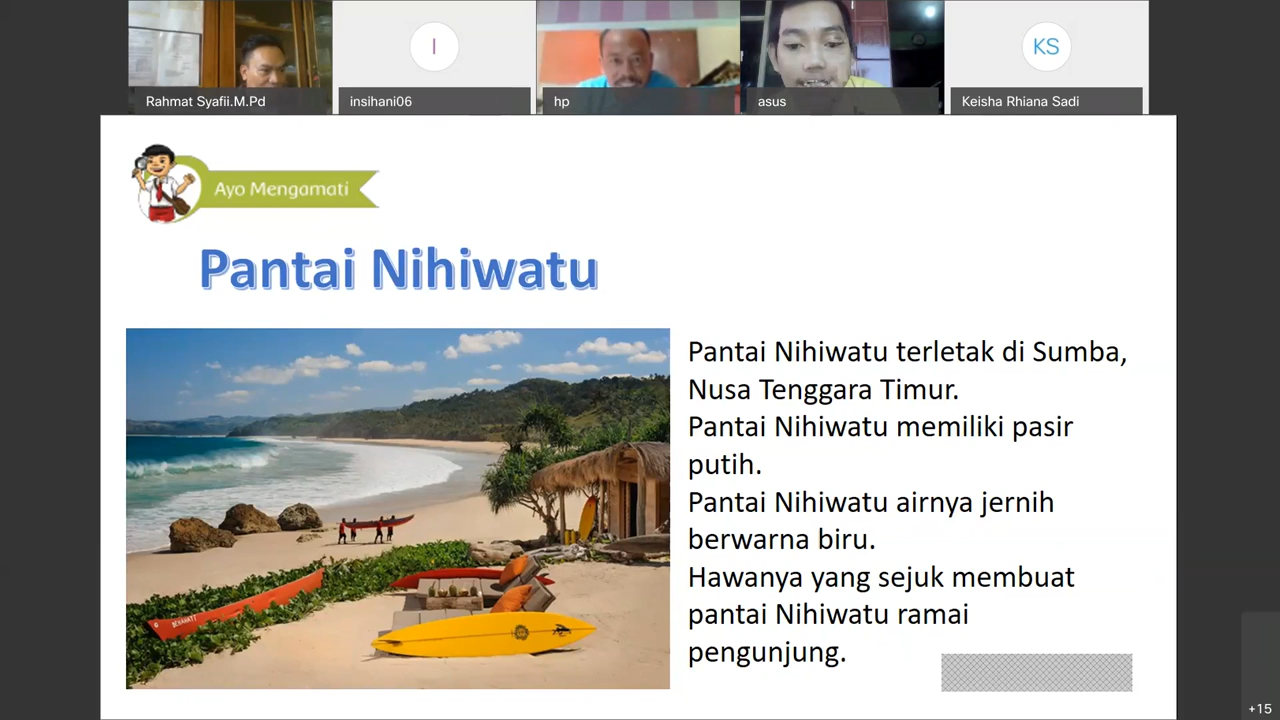 Rahmat Syafii.M.Pd
I
insihani06
hp
asus
KS
Keisha Rhiana Sadi
Ayo Mengamati
Pantai Nihiwatu
Pantai Nihiwatu terletak di Sumba,
Nusa Tenggara Timur.
Pantai Nihiwatu memiliki pasir
putih.
Pantai Nihiwatu airnya jernih
berwarna biru.
Hawanya yang sejuk membuat
pantai Nihiwatu ramai
pengunjung.
+15